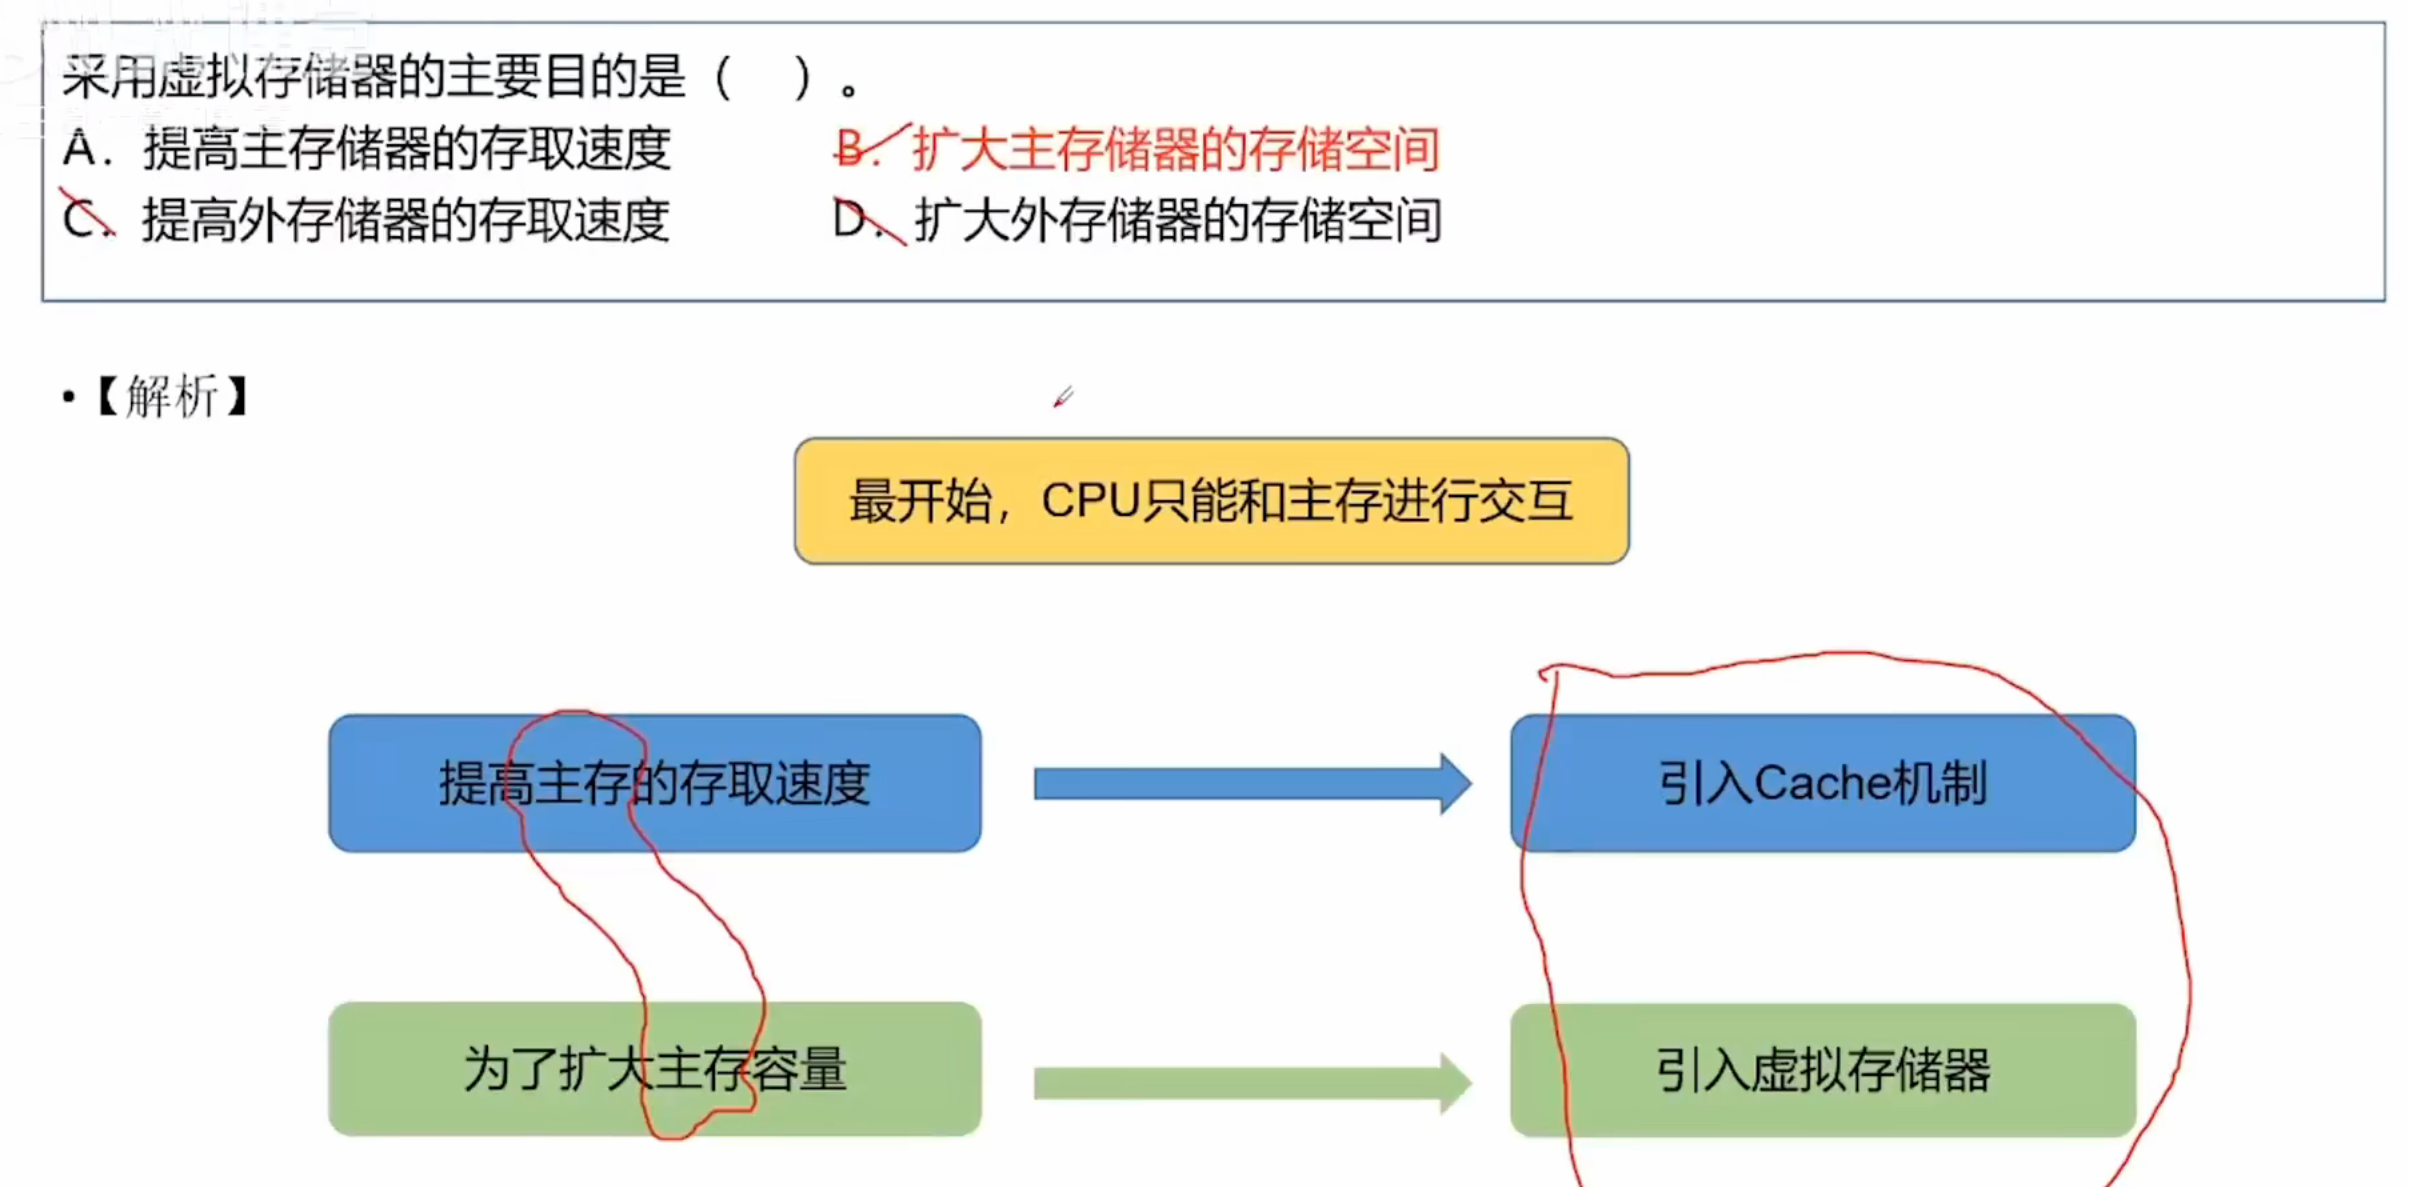 采用虚拟存储器的主要目的是（ ）。
A．提高主存储器的存取速度 B．扩大主存储器的存储空间
C．提高外存储器的存取速度 D．扩大外存储器的存储空间
•【解析】
最开始，CPU只能和主存进行交互
提高主存的存取速度 引入Cache机制
为了扩大主存容量 引入虚拟存储器